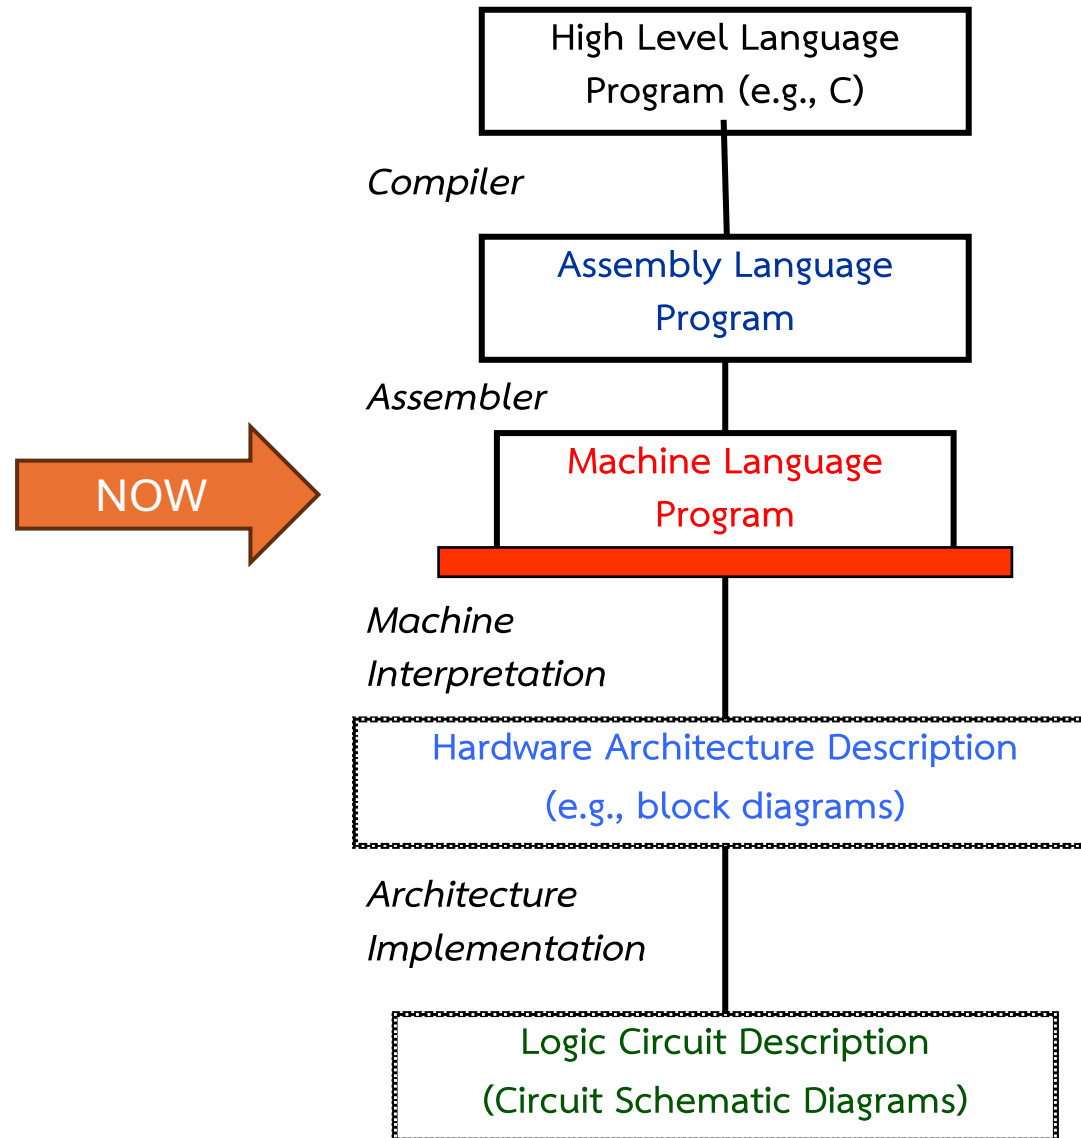 High Level Language
Program (e.g., C)
Compiler
Assembly Language
Program
Assembler
NOW
Machine Language
Program
Machine
Interpretation
Hardware Architecture Description
(e.g., block diagrams)
Architecture
Implementation
Logic Circuit Description
(Circuit Schematic Diagrams)